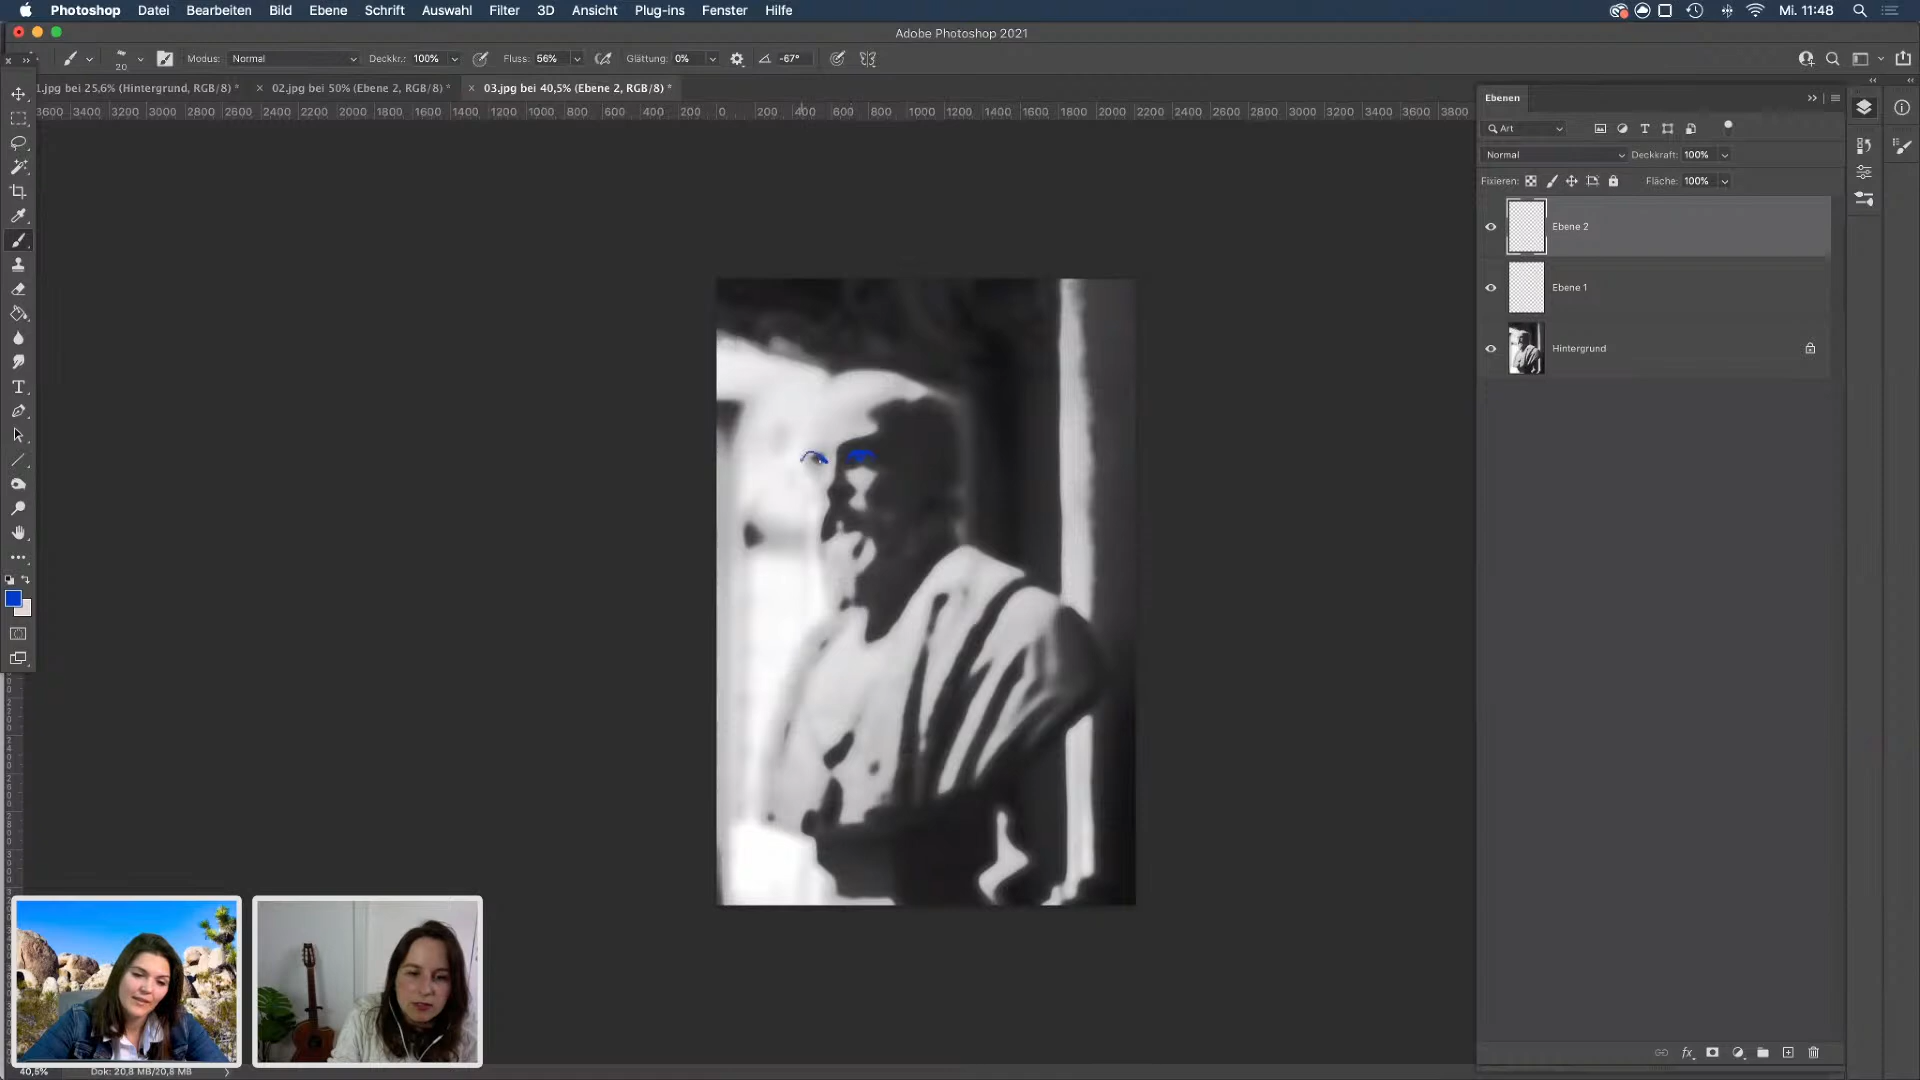 Photoshop Datei Bearbeiten Bild Ebene Schrift Auswahl Filter 3D Ansicht Plug-ins Fenster Hilfe Mi. 11:48
Adobe Photoshop 2021
20 Modus: Normal Deckkr.: 100% Fluss: 56% Glättung: 0% -67°
1.jpg bei 25,6% (Hintergrund, RGB/8) * × 02.jpg bei 50% (Ebene 2, RGB/8) * × 03.jpg bei 40,5% (Ebene 2, RGB/8) *
3600 3400 3200 3000 2800 2600 2400 2200 2000 1800 1600 1400 1200 1000 800 600 400 200 0 200 400 600 800 1000 1200 1400 1600 1800 2000 2200 2400 2600 2800 3000 3200 3400 3600 3800
Ebenen
Art
Normal Deckkraft: 100%
Fixieren: Fläche: 100%
Ebene 2
Ebene 1
Hintergrund
40,5% Dok: 20,8 MB/20,8 MB